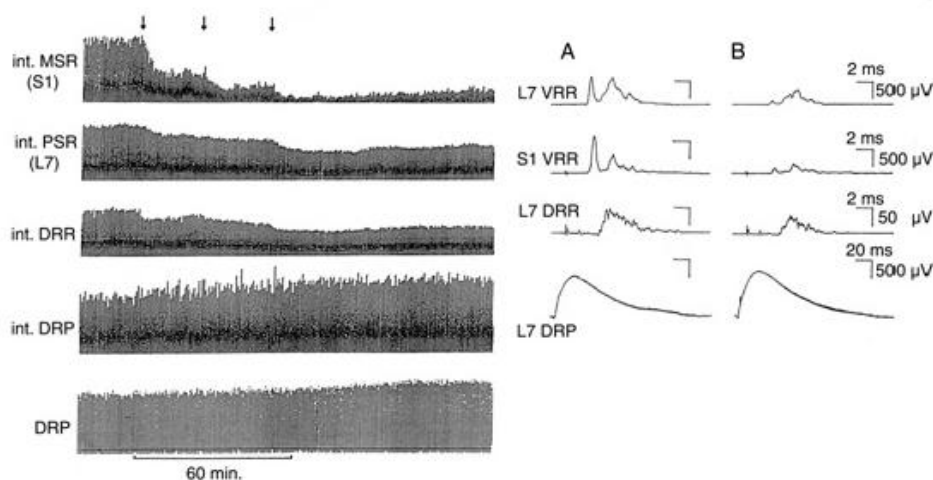 int. MSR
(S1)
int. PSR
(L7)
int. DRR
int. DRP
DRP
60 min.
A
B
L7 VRR
2 ms
500 µV
S1 VRR
2 ms
500 µV
L7 DRR
2 ms
50 µV
20 ms
500 µV
L7 DRP